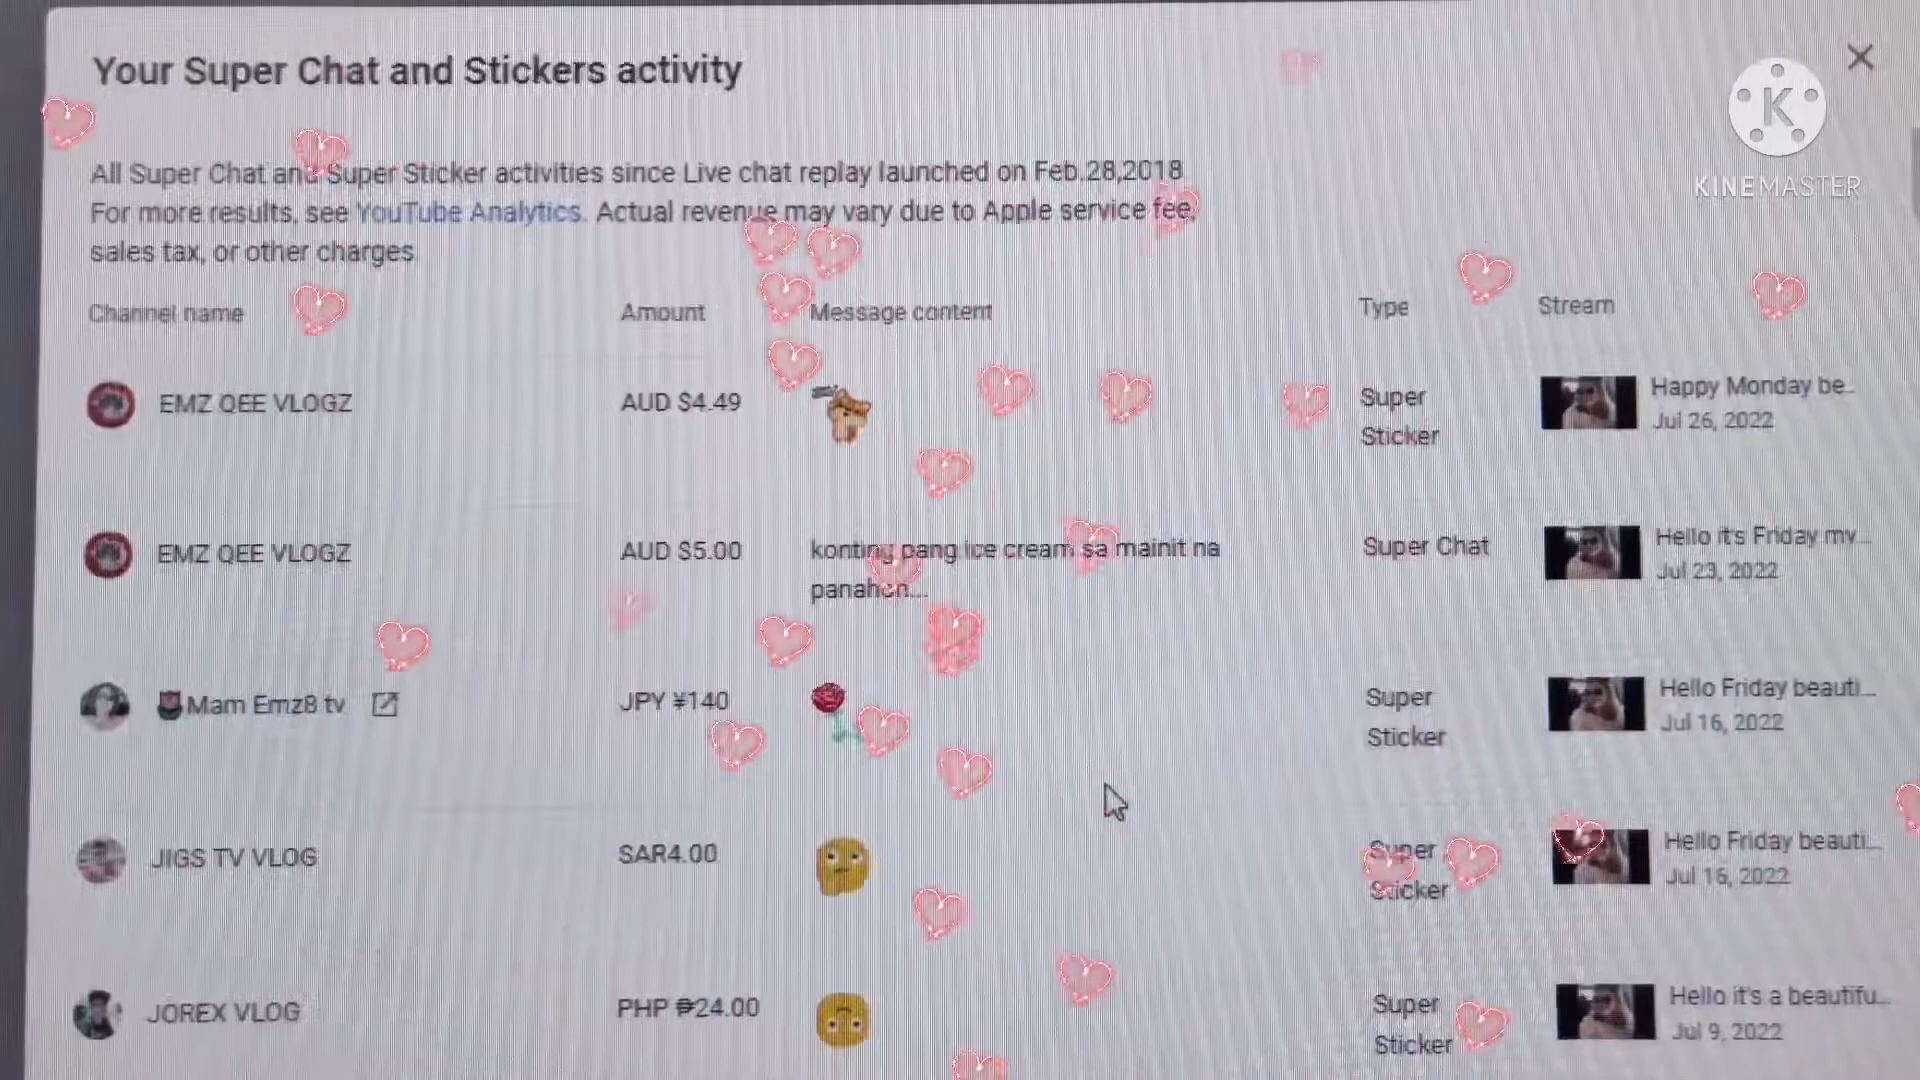 Your Super Chat and Stickers activity
KINEMASTER
All Super Chat and Super Sticker activities since Live chat replay launched on Feb.28,2018
For more results, see YouTube Analytics. Actual revenue may vary due to Apple service fee,
sales tax, or other charges
Channel name Amount Message content Type Stream
EMZ QEE VLOGZ AUD $4.49 Super Sticker Happy Monday be...
Jul 26, 2022
EMZ QEE VLOGZ AUD $5.00 konting pang ice cream sa mainit na Super Chat Hello it's Friday my...
panahon... Jul 23, 2022
Mam Emz8 tv JPY ¥140 Super Sticker Hello Friday beauti...
Jul 16, 2022
JIGS TV VLOG SAR4.00 Super Sticker Hello Friday beauti...
Jul 16, 2022
JOREX VLOG PHP ₱24.00 Super Sticker Hello it's a beautifu...
Jul 9, 2022